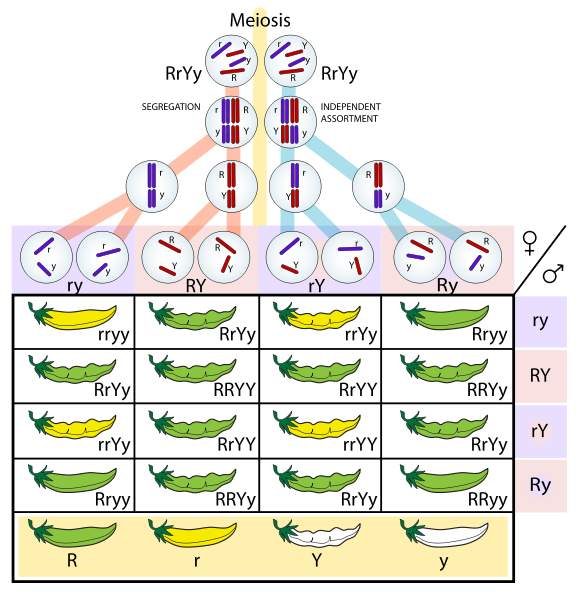 Meiosis
r Y y R
r Y y R
RrYy
RrYy
SEGREGATION
INDEPENDENT
ASSORTMENT
r R
y Y
r R
Y y
r
y
R
Y
r
Y
R
y
r r R R r r R R
y y Y Y Y Y y y
ry RY rY Ry
♀
♂
rryy RrYy rrYy Rryy ry
RrYy RRYY RrYY RRYy RY
rrYy RrYY rrYY RrYy rY
Rryy RRYy RrYy RRyy Ry
R r Y y